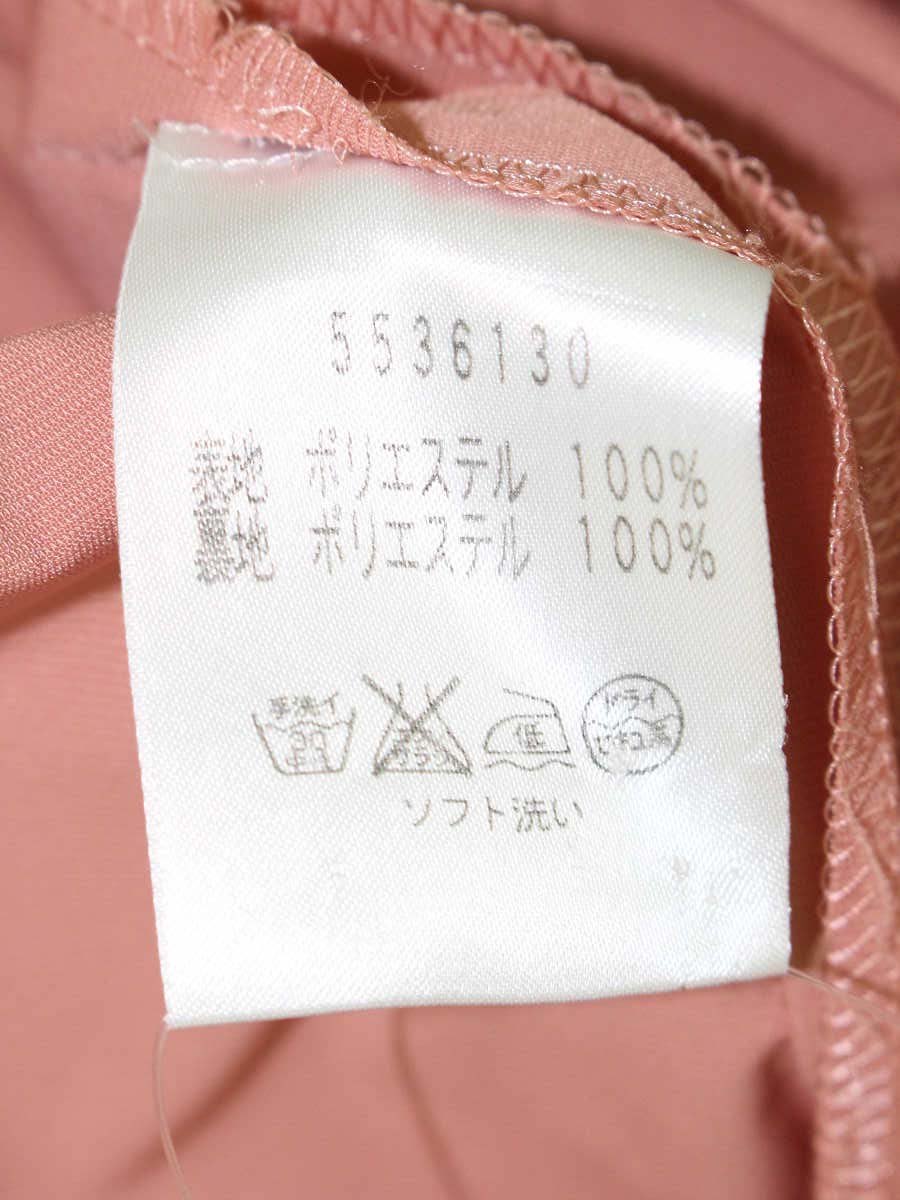 5536130
表地 ポリエステル 100%
裏地 ポリエステル 100%
手洗イ 低 ドライ
ソフト洗い